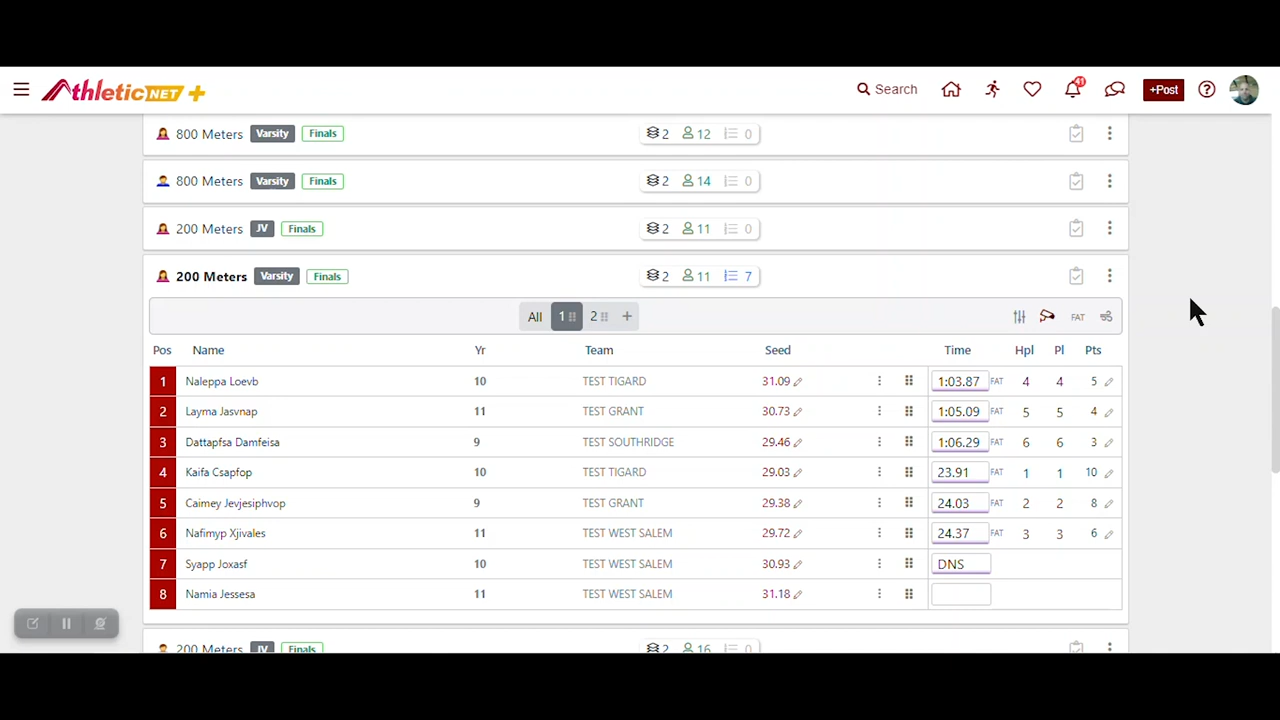 AthleticNET +
Search 41 +Post ?
800 Meters Varsity Finals 2 12 0
800 Meters Varsity Finals 2 14 0
200 Meters JV Finals 2 11 0
200 Meters Varsity Finals 2 11 7
All 1 2 + FAT
Pos Name Yr Team Seed Time Hpl Pl Pts
1 Naleppa Loevb 10 TEST TIGARD 31.09 1:03.87 FAT 4 4 5
2 Layma Jasvnap 11 TEST GRANT 30.73 1:05.09 FAT 5 5 4
3 Dattapfsa Damfeisa 9 TEST SOUTHRIDGE 29.46 1:06.29 FAT 6 6 3
4 Kaifa Csapfop 10 TEST TIGARD 29.03 23.91 FAT 1 1 10
5 Caimey Jevjesiphvop 9 TEST GRANT 29.38 24.03 FAT 2 2 8
6 Nafimyp Xjivales 11 TEST WEST SALEM 29.72 24.37 FAT 3 3 6
7 Syapp Joxasf 10 TEST WEST SALEM 30.93 DNS
8 Namia Jessesa 11 TEST WEST SALEM 31.18
200 Meters JV Finals 2 16 0